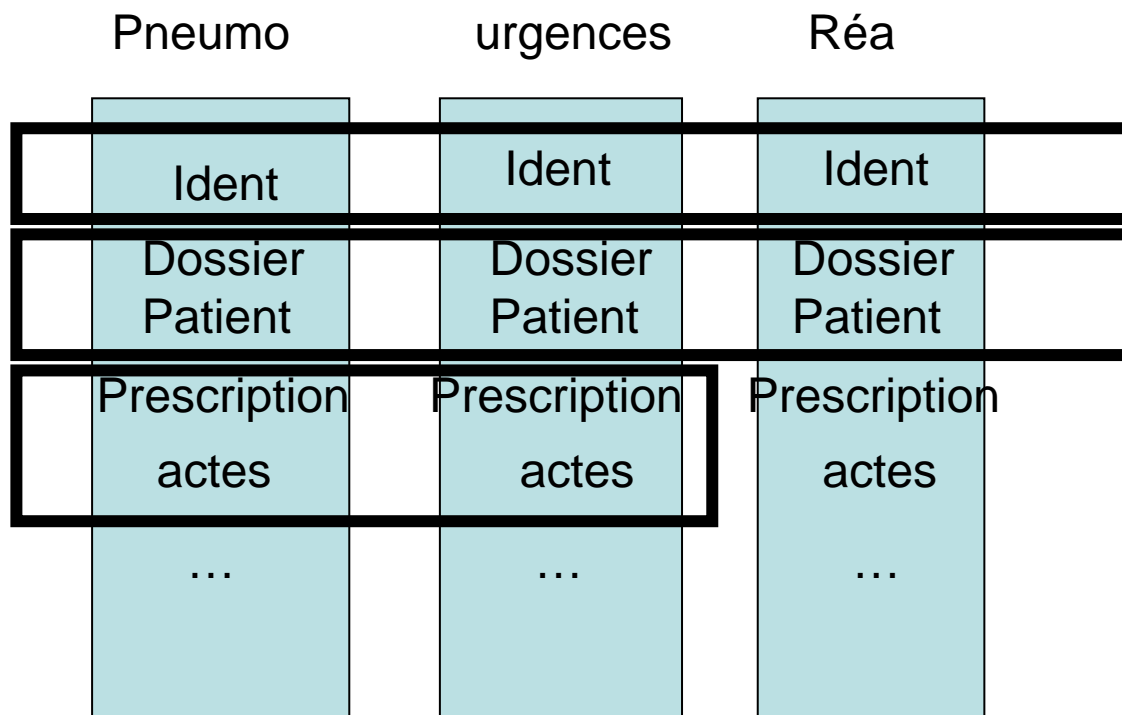 Pneumo urgences Réa
Ident Ident Ident
Dossier Dossier Dossier
Patient Patient Patient
Prescription Prescription Prescription
actes actes actes
… … …